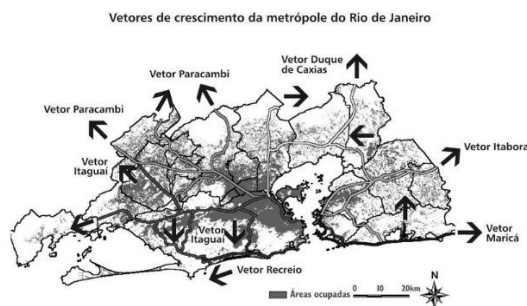 Vetores de crescimento da metrópole do Rio de Janeiro
Vetor Duque
de Caxias
Vetor Paracambi
Vetor Paracambi
Vetor Itabora
Vetor
Itaguaí
Vetor
Itaguaí
Vetor
Maricá
Vetor Recreio
Áreas ocupadas
0 10 20km
N